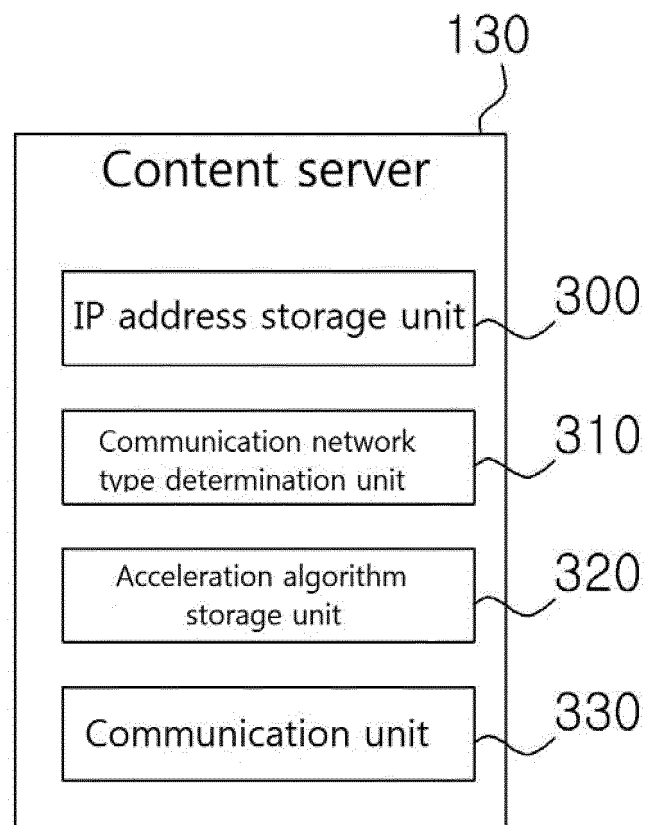 130
Content server
IP address storage unit
300
Communication network
type determination unit
310
Acceleration algorithm
storage unit
320
Communication unit
330